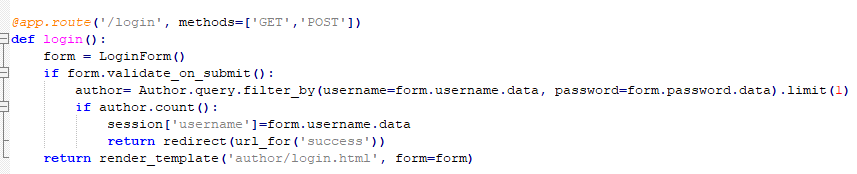 @app.route('/login', methods=['GET','POST'])
def login():
    form = LoginForm()
    if form.validate_on_submit():
        author= Author.query.filter_by(username=form.username.data, password=form.password.data).limit(1)
        if author.count():
            session['username']=form.username.data
            return redirect(url_for('success'))
    return render_template('author/login.html', form=form)